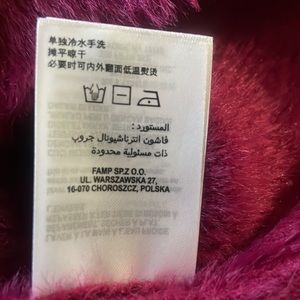 单独冷水手洗
摊平晾干
必要时可内外翻面低温熨烫
المستورد:
فاشون انترناشيونال جروب
ذات مسئولية محدودة
FAMP SP.Z O.O.
UL. WARSZAWSKA 27,
16-070 CHOROSZCZ, POLSKA